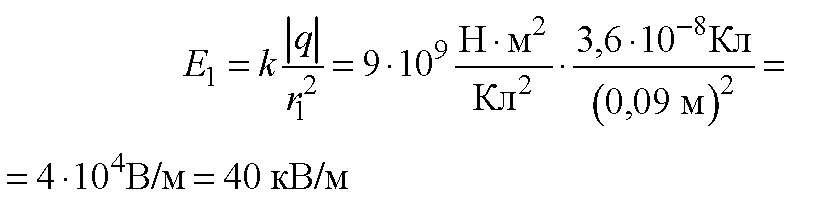 E₁ = k |q| / r₁² = 9·10⁹ Н·м² / Кл² · 3,6·10⁻⁸Кл / (0,09 м)² =
= 4·10⁴В/м = 40 кВ/м